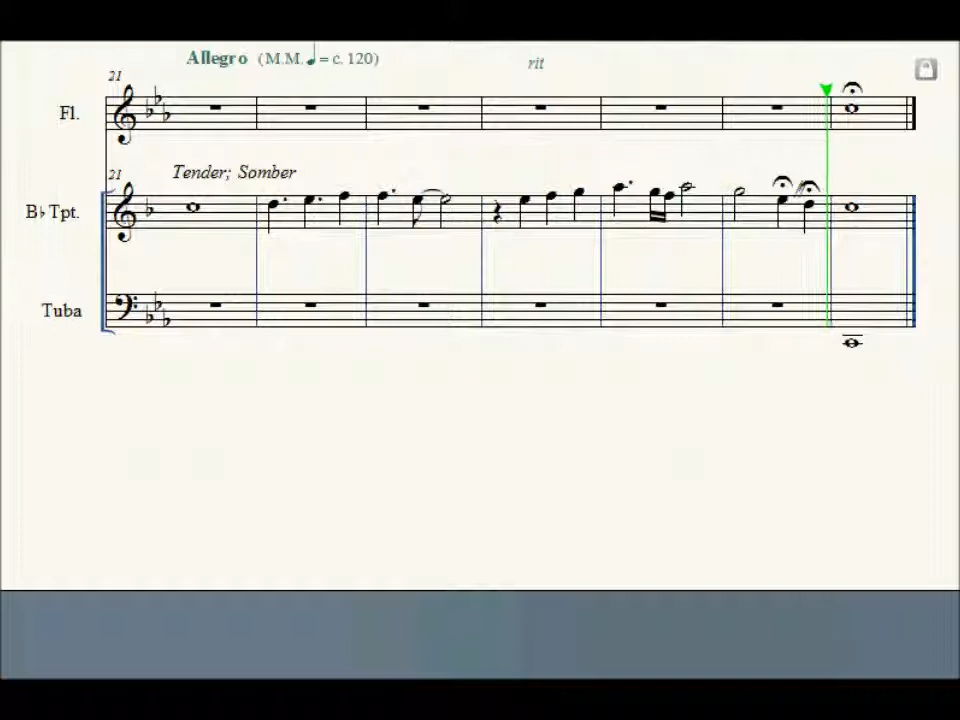 Allegro (M.M. ♩ = c. 120)
rit
21
Fl.
21
Tender; Somber
B♭ Tpt.
Tuba